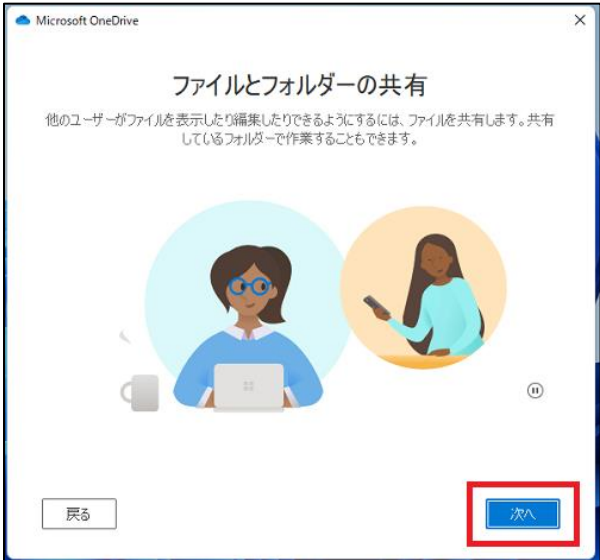 Microsoft OneDrive
ファイルとフォルダーの共有
他のユーザーがファイルを表示したり編集したりできるようにするには、ファイルを共有します。共有
しているフォルダーで作業することもできます。
戻る
次へ